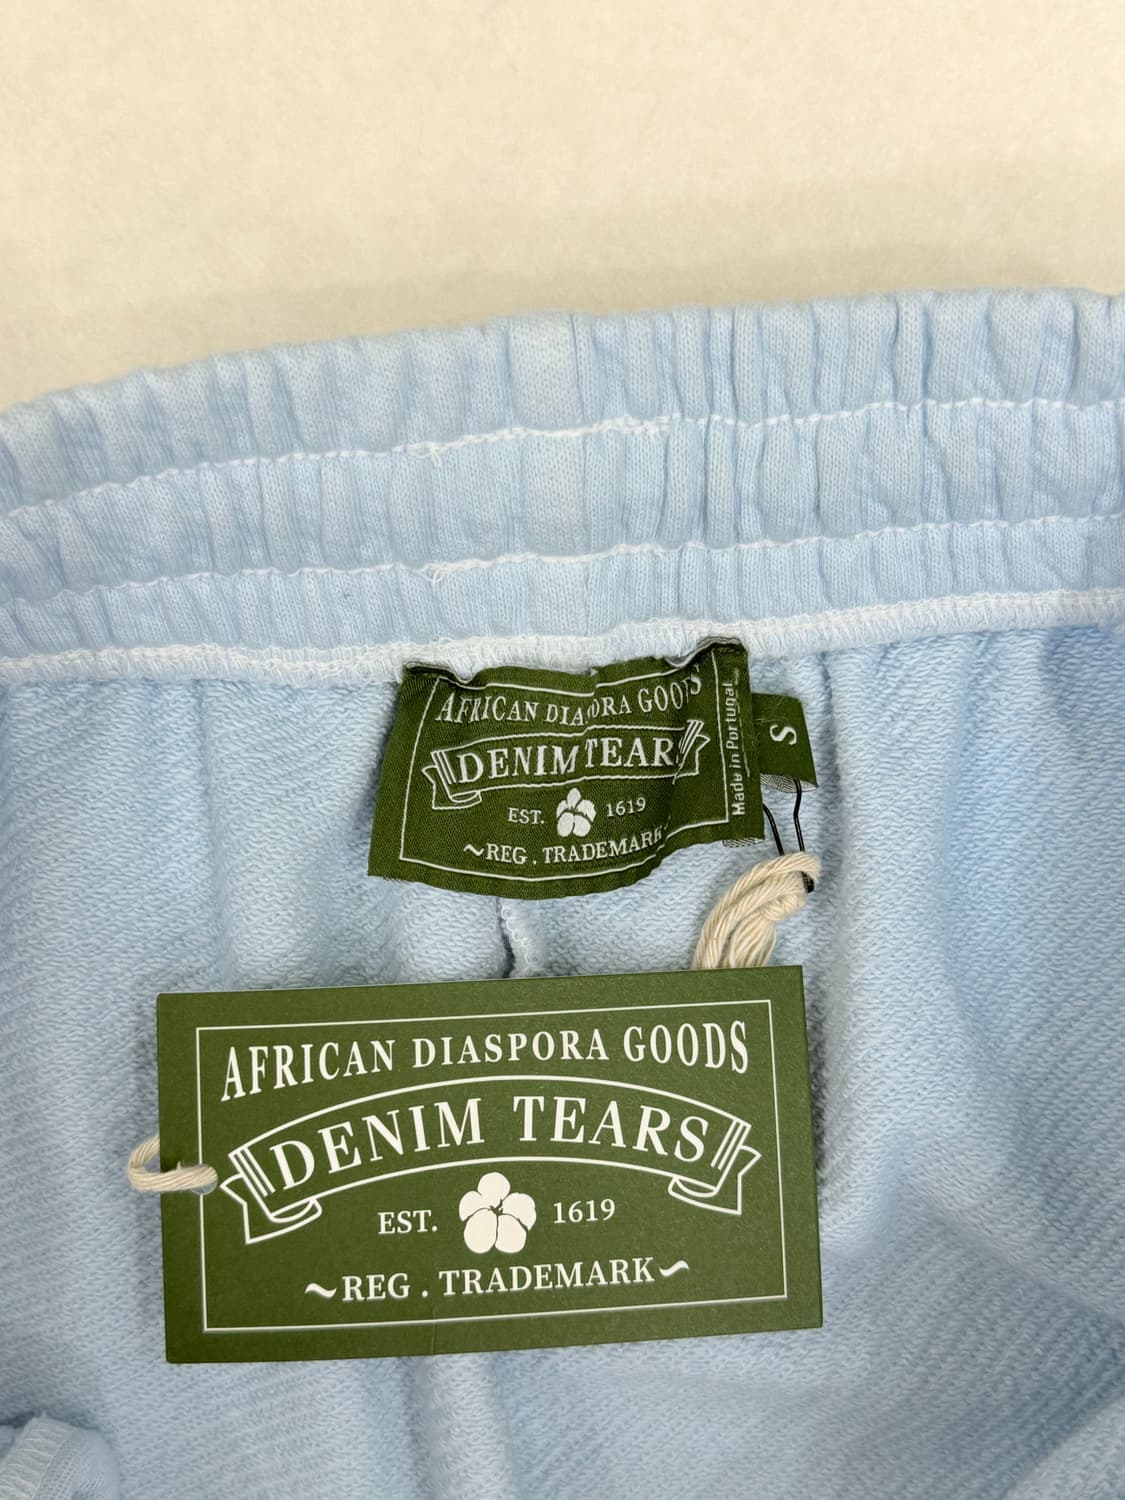 AFRICAN DIASPORA GOODS
DENIM TEARS
EST. 1619
~REG . TRADEMARK~
Made in Portugal
S
AFRICAN DIASPORA GOODS
DENIM TEARS
EST. 1619
~REG . TRADEMARK~